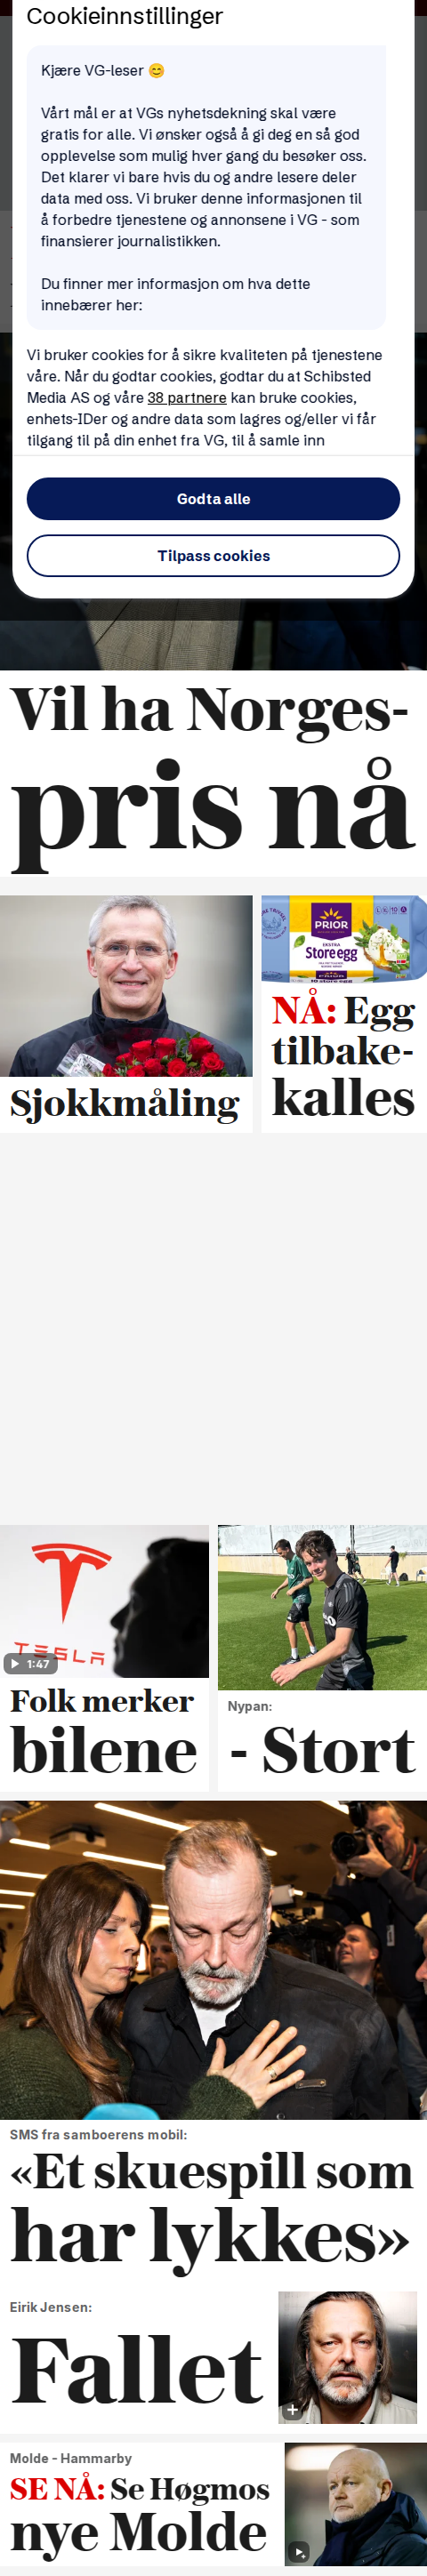 Cookieinnstillinger
Kjære VG-leser 😊
Vårt mål er at VGs nyhetsdekning skal være
gratis for alle. Vi ønsker også å gi deg en så god
opplevelse som mulig hver gang du besøker oss.
Det klarer vi bare hvis du og andre lesere deler
data med oss. Vi bruker denne informasjonen til
å forbedre tjenestene og annonsene i VG - som
finansierer journalistikken.
Du finner mer informasjon om hva dette
innebærer her:
Vi bruker cookies for å sikre kvaliteten på tjenestene
våre. Når du godtar cookies, godtar du at Schibsted
Media AS og våre 38 partnere kan bruke cookies,
enhets-IDer og andre data som lagres og/eller vi får
tilgang til på din enhet fra VG, til å samle inn
Godta alle
Tilpass cookies
Vil ha Norges-
pris nå
PRIOR
EKSTRA
Store egg
10 store egg
Sjokkmåling
NÅ: Egg
tilbake-
kalles
TESLA
1:47
Folk merker
bilene
Nypan:
- Stort
SMS fra samboerens mobil:
«Et skuespill som
har lykkes»
Eirik Jensen:
Fallet
Molde - Hammarby
SE NÅ: Se Høgmos
nye Molde